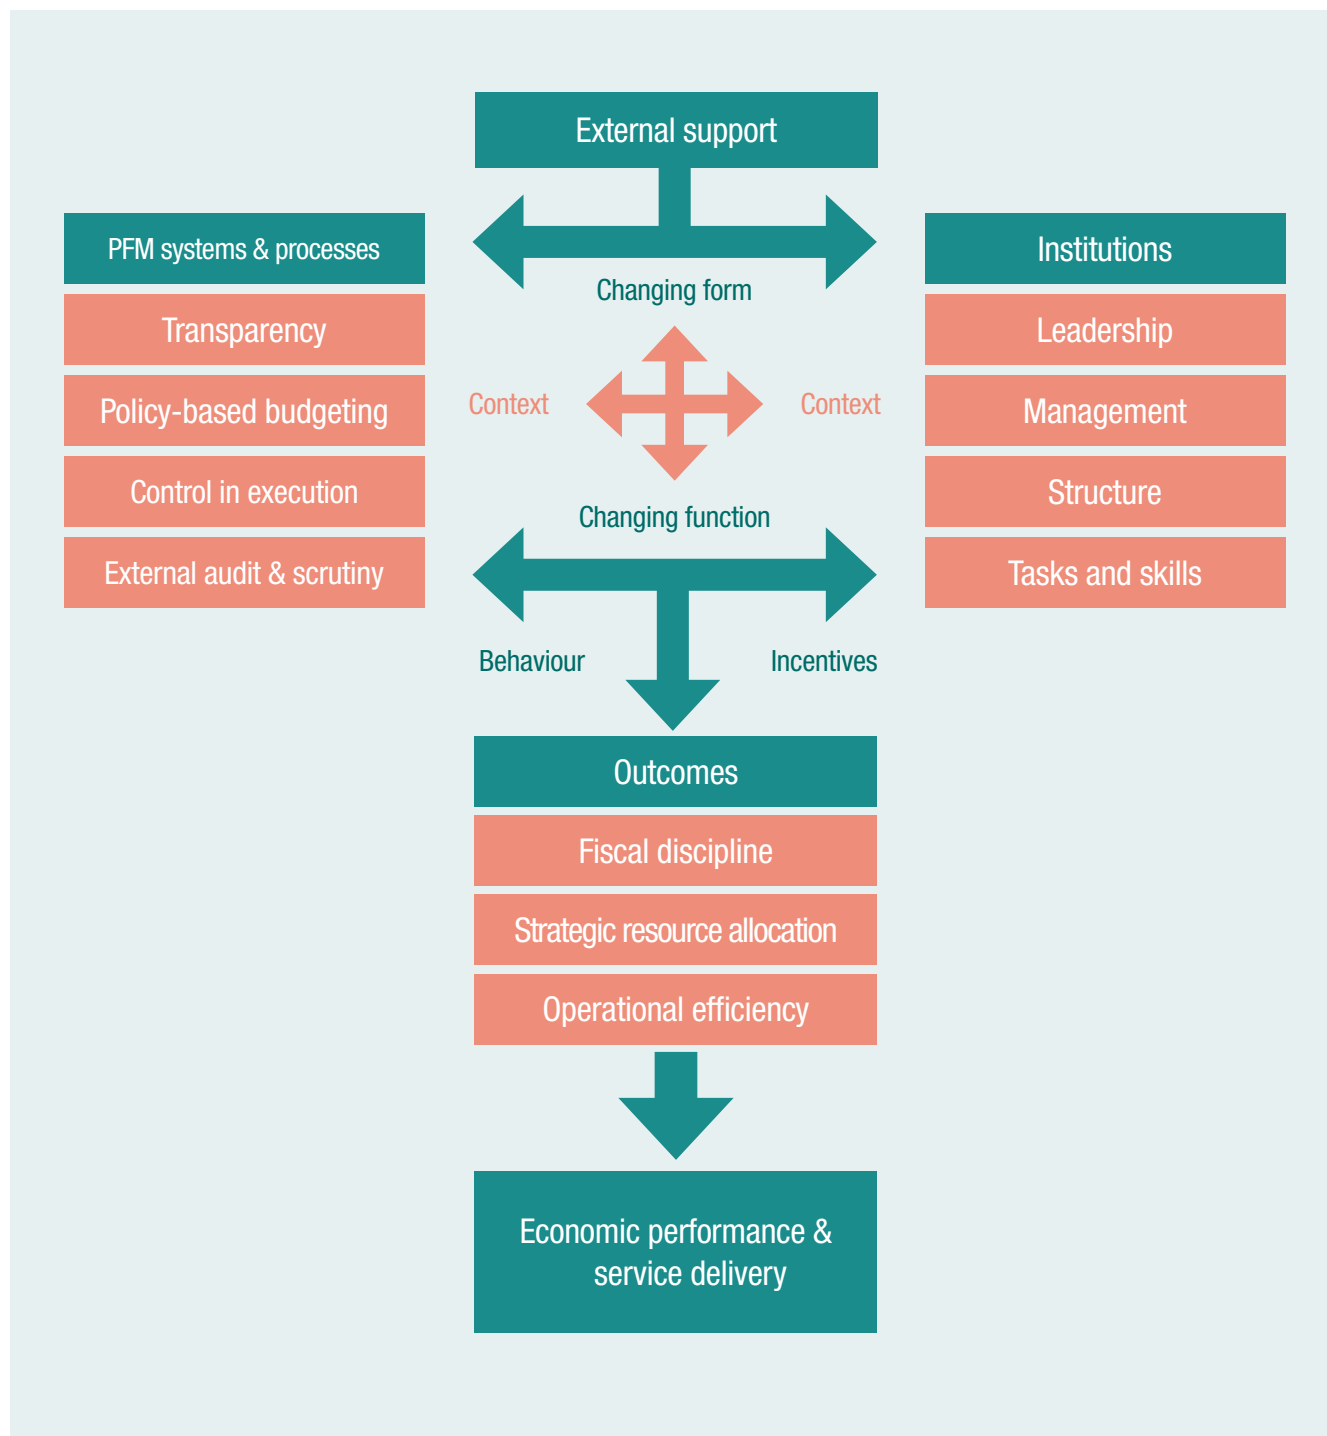 External support
PFM systems & processes
Transparency
Policy-based budgeting
Control in execution
External audit & scrutiny
Changing form
Context
Context
Changing function
Behaviour
Incentives
Institutions
Leadership
Management
Structure
Tasks and skills
Outcomes
Fiscal discipline
Strategic resource allocation
Operational efficiency
Economic performance &
service delivery